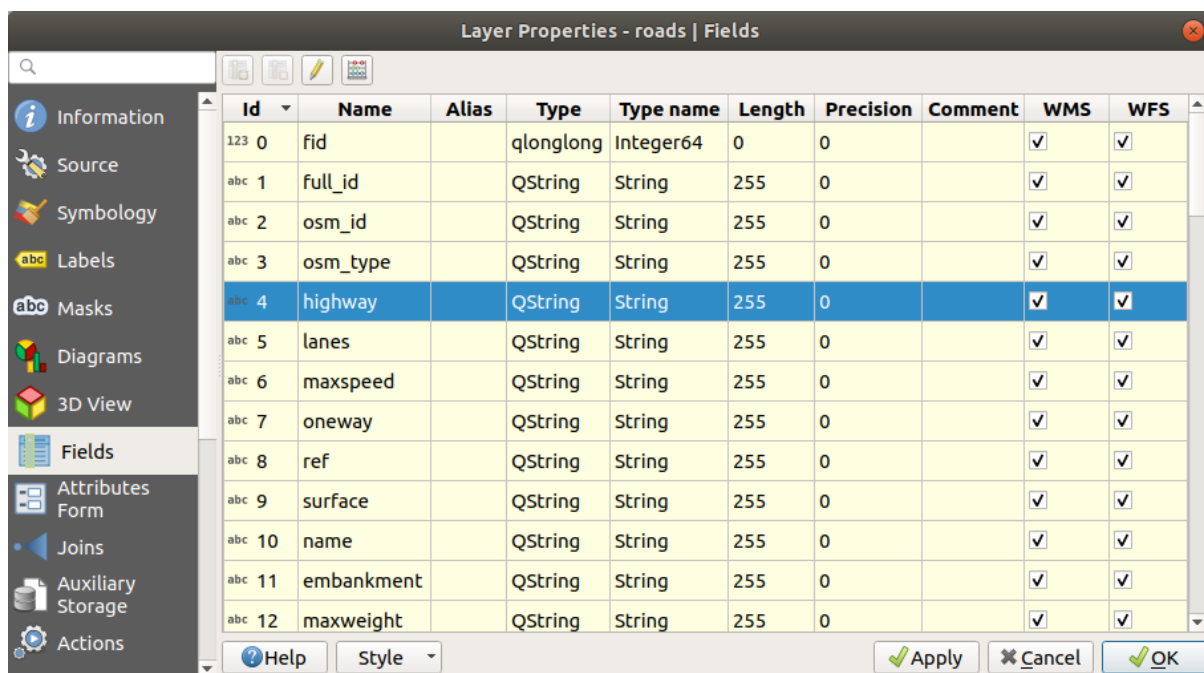 Layer Properties - roads | Fields
Information
Source
Symbology
abc Labels
abc Masks
Diagrams
3D View
Fields
Attributes
Form
Joins
Auxiliary
Storage
Actions
Id Name Alias Type Type name Length Precision Comment WMS WFS
123 0 fid qlonglong Integer64 0 0
abc 1 full_id QString String 255 0
abc 2 osm_id QString String 255 0
abc 3 osm_type QString String 255 0
abc 4 highway QString String 255 0
abc 5 lanes QString String 255 0
abc 6 maxspeed QString String 255 0
abc 7 oneway QString String 255 0
abc 8 ref QString String 255 0
abc 9 surface QString String 255 0
abc 10 name QString String 255 0
abc 11 embankment QString String 255 0
abc 12 maxweight QString String 255 0
Help Style Apply Cancel OK